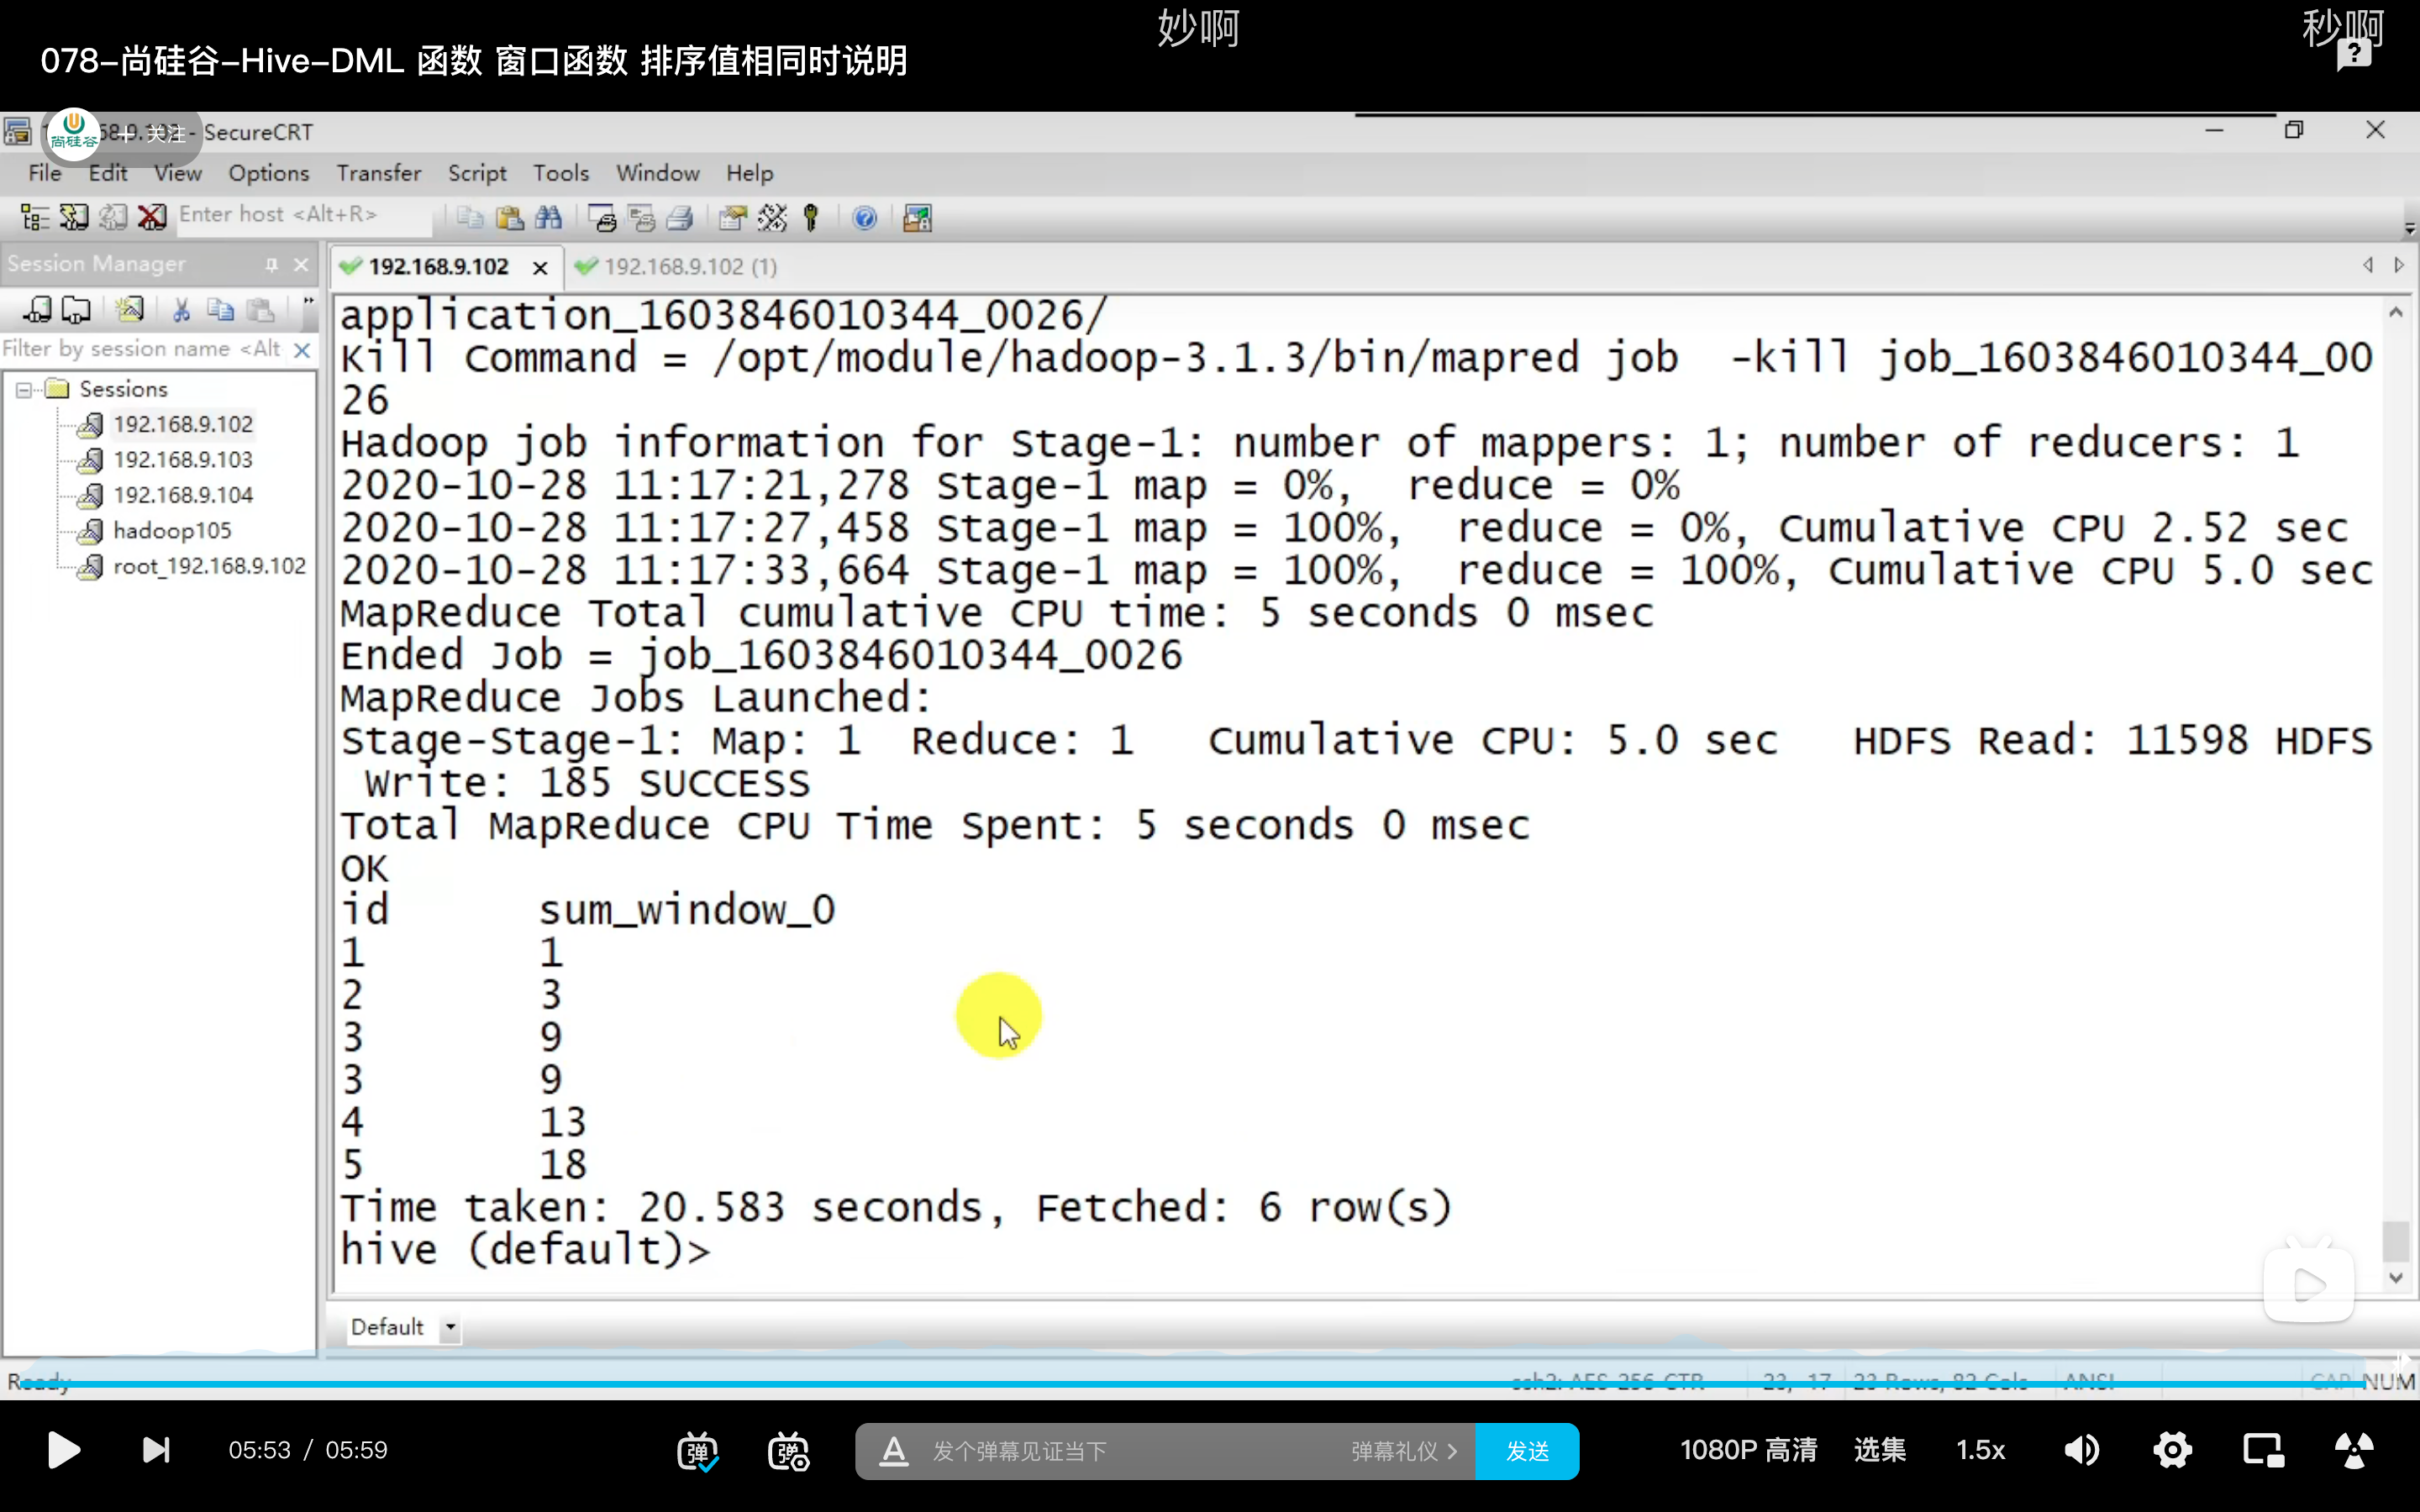 妙啊
秒啊
078-尚硅谷-Hive-DML 函数 窗口函数 排序值相同时说明
尚硅谷
+ 关注
68.9.102 - SecureCRT
File Edit View Options Transfer Script Tools Window Help
Enter host <Alt+R>
Session Manager
192.168.9.102
192.168.9.102 (1)
Filter by session name <Alt
Sessions
192.168.9.102
192.168.9.103
192.168.9.104
hadoop105
root_192.168.9.102
application_1603846010344_0026/
Kill Command = /opt/module/hadoop-3.1.3/bin/mapred job  -kill job_1603846010344_00
26
Hadoop job information for Stage-1: number of mappers: 1; number of reducers: 1
2020-10-28 11:17:21,278 Stage-1 map = 0%,  reduce = 0%
2020-10-28 11:17:27,458 Stage-1 map = 100%,  reduce = 0%, Cumulative CPU 2.52 sec
2020-10-28 11:17:33,664 Stage-1 map = 100%,  reduce = 100%, Cumulative CPU 5.0 sec
MapReduce Total cumulative CPU time: 5 seconds 0 msec
Ended Job = job_1603846010344_0026
MapReduce Jobs Launched:
Stage-Stage-1: Map: 1  Reduce: 1   Cumulative CPU: 5.0 sec   HDFS Read: 11598 HDFS
 Write: 185 SUCCESS
Total MapReduce CPU Time Spent: 5 seconds 0 msec
OK
id	sum_window_0
1	1
2	3
3	9
3	9
4	13
5	18
Time taken: 20.583 seconds, Fetched: 6 row(s)
hive (default)>
Default
Ready
ssh2: AES-256-CTR 23, 17 23 Rows, 82 Cols ANSI CAP NUM
05:53 / 05:59
弹
弹
发个弹幕见证当下
弹幕礼仪 >
发送
1080P 高清
选集
1.5x